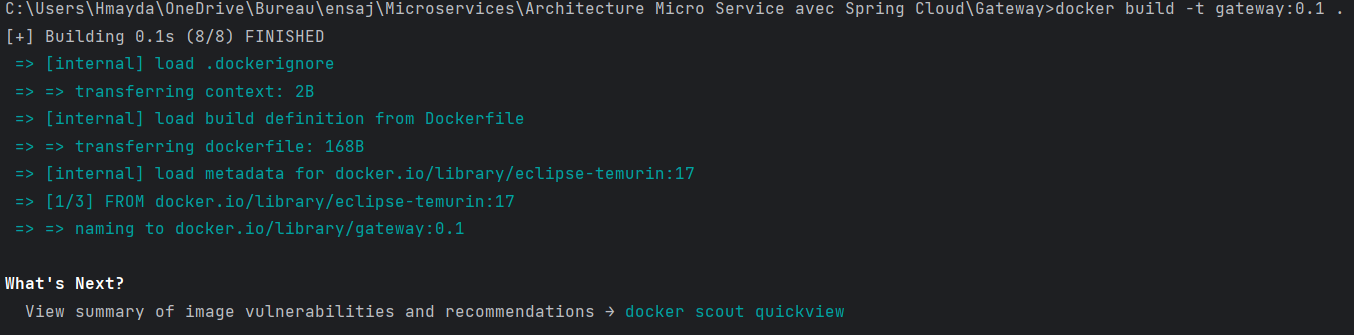 C:\Users\Hmayda\OneDrive\Bureau\ensaj\Microservices\Architecture Micro Service avec Spring Cloud\Gateway>docker build -t gateway:0.1 .
[+] Building 0.1s (8/8) FINISHED
=> [internal] load .dockerignore
=> => transferring context: 2B
=> [internal] load build definition from Dockerfile
=> => transferring dockerfile: 168B
=> [internal] load metadata for docker.io/library/eclipse-temurin:17
=> [1/3] FROM docker.io/library/eclipse-temurin:17
=> => naming to docker.io/library/gateway:0.1
What's Next?
View summary of image vulnerabilities and recommendations → docker scout quickview